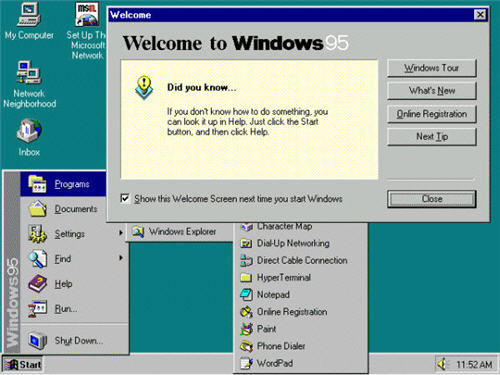 My Computer
Set Up The
Microsoft
Network
Network
Neighborhood
Inbox
Welcome
Welcome to Windows95
Did you know...
If you don't know how to do something, you
can look it up in Help. Just click the Start
button, and then click Help.
Windows Tour
What's New
Online Registration
Next Tip
Show this Welcome Screen next time you start Windows
Close
Windows95
Programs
Documents
Settings
Find
Help
Run...
Shut Down...
Windows Explorer
Character Map
Dial-Up Networking
Direct Cable Connection
HyperTerminal
Notepad
Online Registration
Paint
Phone Dialer
WordPad
Start
11:52 AM